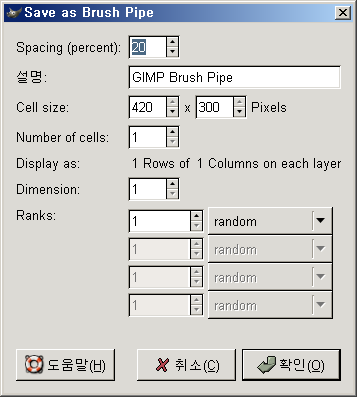 Save as Brush Pipe
Spacing (percent): 20
설명: GIMP Brush Pipe
Cell size: 420 x 300 Pixels
Number of cells: 1
Display as: 1 Rows of 1 Columns on each layer
Dimension: 1
Ranks: 1 random
1 random
1 random
1 random
도움말(H) 취소(C) 확인(O)